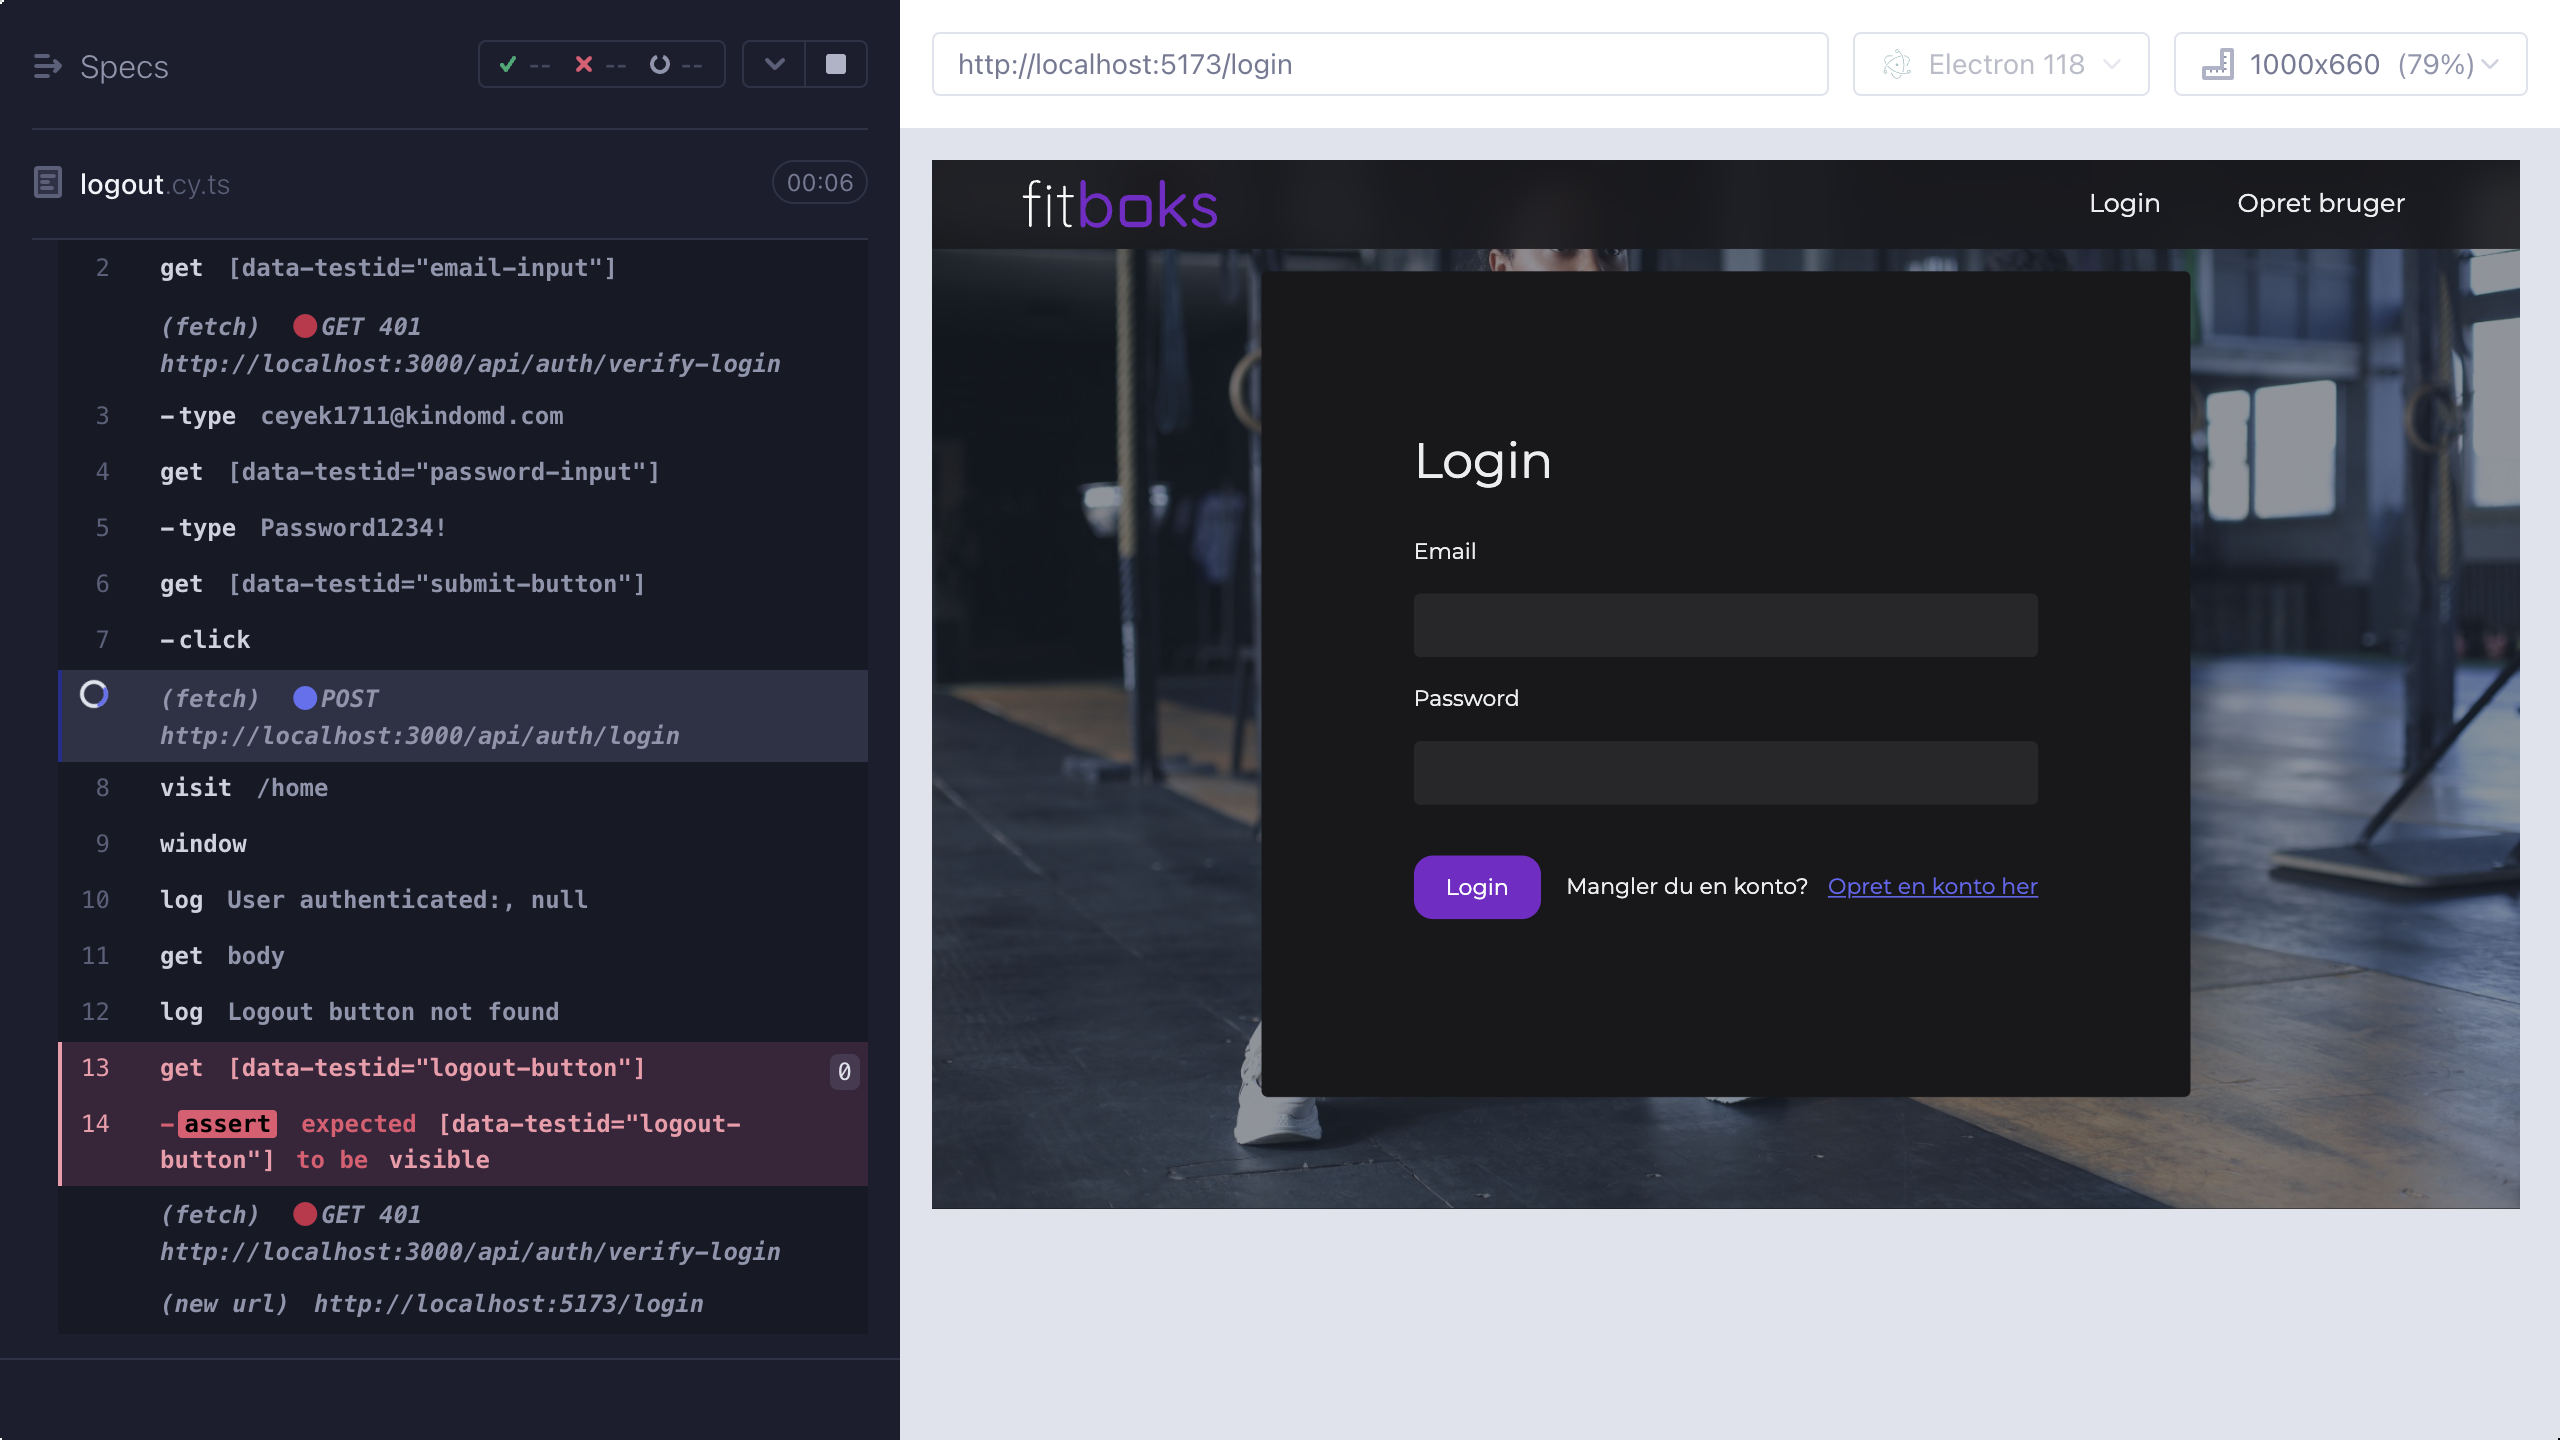 Specs
-- -- --
logout.cy.ts 00:06
2 get [data-testid="email-input"]
(fetch) GET 401
http://localhost:3000/api/auth/verify-login
3 -type ceyek1711@kindomd.com
4 get [data-testid="password-input"]
5 -type Password1234!
6 get [data-testid="submit-button"]
7 -click
(fetch) POST
http://localhost:3000/api/auth/login
8 visit /home
9 window
10 log User authenticated:, null
11 get body
12 log Logout button not found
13 get [data-testid="logout-button"] 0
14 -assert expected [data-testid="logout-
button"] to be visible
(fetch) GET 401
http://localhost:3000/api/auth/verify-login
(new url) http://localhost:5173/login
http://localhost:5173/login Electron 118 1000x660 (79%)
fitboks Login Opret bruger
Login
Email
Password
Login Mangler du en konto? Opret en konto her